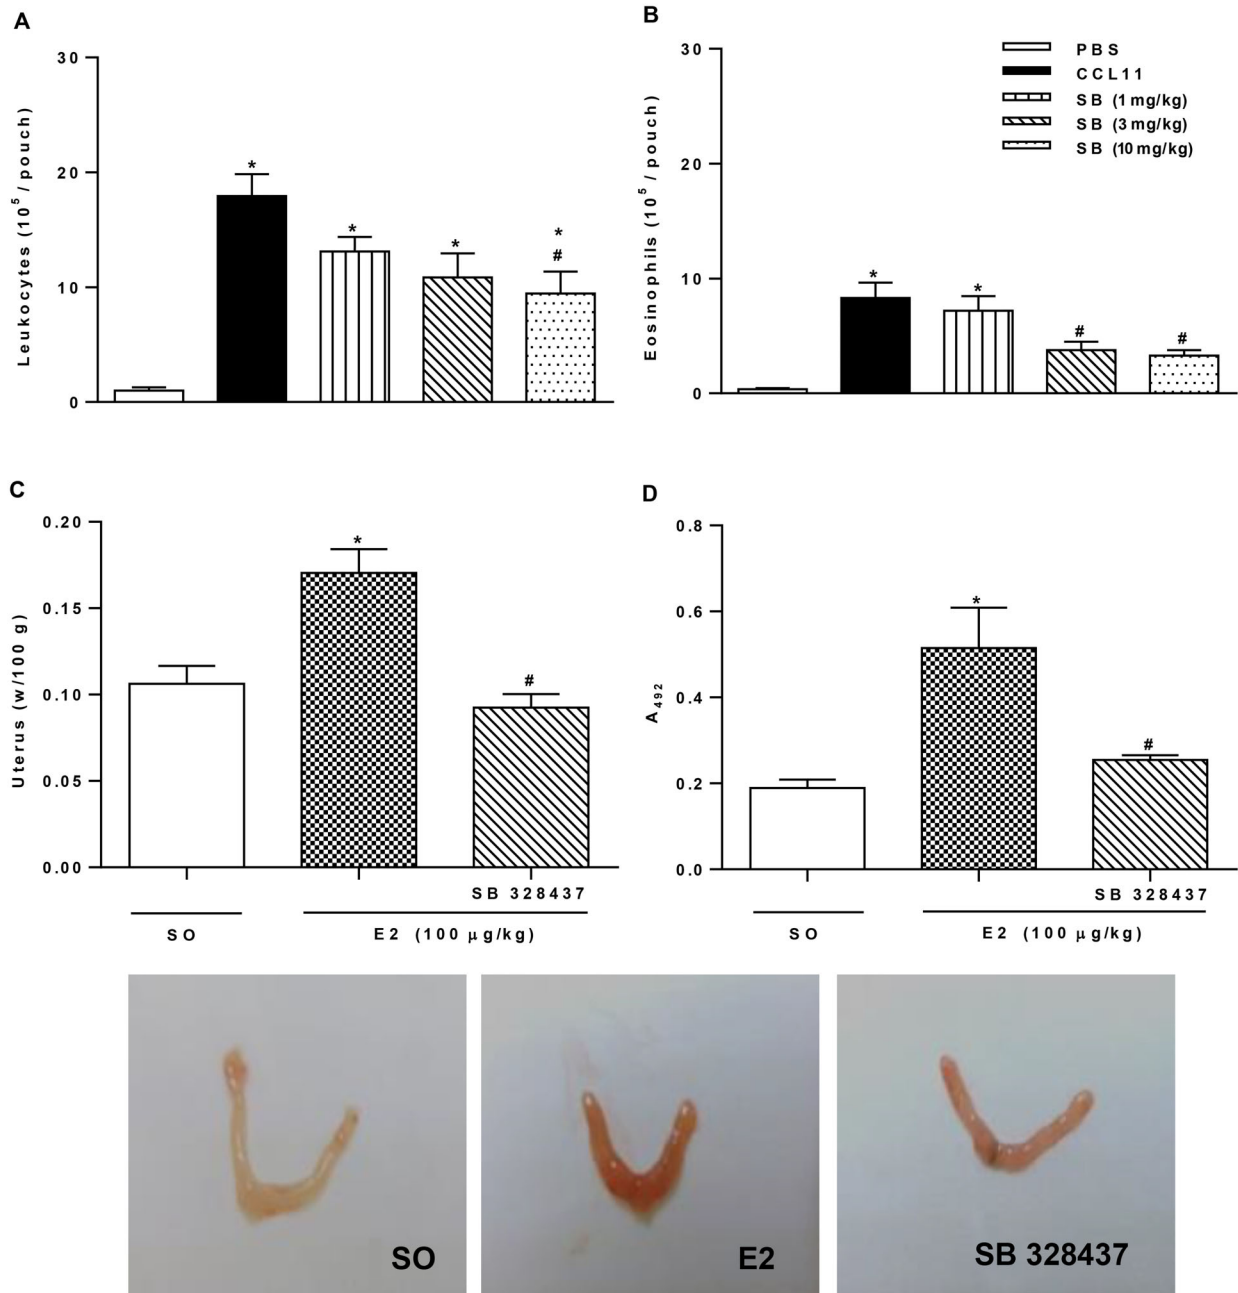 A
Leukocytes (10⁵ / pouch)
30
20
10
0
*
*
*
*
#
B
Eosinophils (10⁵ / pouch)
30
20
10
0
*
*
#
#
PBS
CCL11
SB (1 mg/kg)
SB (3 mg/kg)
SB (10 mg/kg)
C
Uterus (w/100 g)
0.20
0.15
0.10
0.05
0.00
*
#
SB 328437
SO
E2 (100 µg/kg)
D
A₄₉₂
0.8
0.6
0.4
0.2
0.0
*
#
SB 328437
SO
E2 (100 µg/kg)
SO
E2
SB 328437